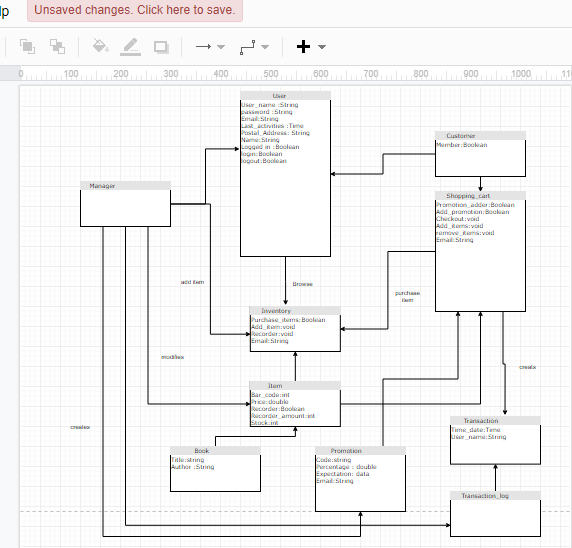 lp
Unsaved changes. Click here to save.
0 100 200 300 400 500 600 700 800 900 1000 110
User
User_name :String
password :String
Email:String
Last_activities :Time
Postal_Address: String
Name:String
Logged in :Boolean
login:Boolean
logout:Boolean
Customer
Member:Boolean
Manager
Shopping_cart
Promotion_adder:Boolean
Add_promotion:Boolean
Checkout:void
Add_items:void
remove_items:void
Email:String
add item
Browse
purchase
item
Inventory
Purchase_items:Boolean
Add_item:void
Recorder:void
Email:String
modifies
creats
Item
Bar_code:int
Price:double
Recorder:Boolean
Recorder_amount:int
Stock:int
creates
Transaction
Time_date:Time
User_name:String
Book
Title:string
Author :String
Promotion
Code:string
Percentage : double
Expectation: data
Email:String
Transaction_log